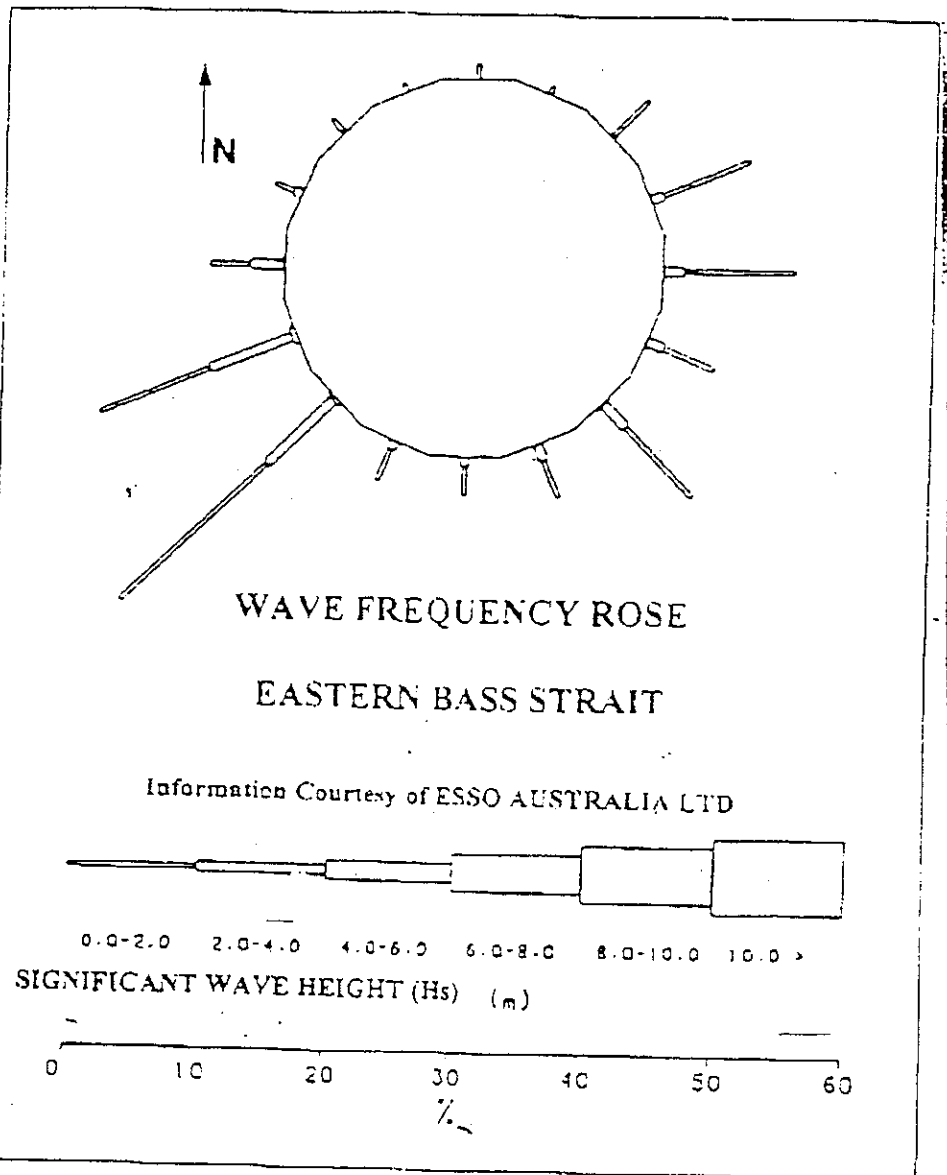 N
WAVE FREQUENCY ROSE
EASTERN BASS STRAIT
Information Courtesy of ESSO AUSTRALIA LTD
0.0-2.0 2.0-4.0 4.0-6.0 6.0-8.0 8.0-10.0 10.0 >
SIGNIFICANT WAVE HEIGHT (Hs) (m)
0 10 20 30 40 50 60
%